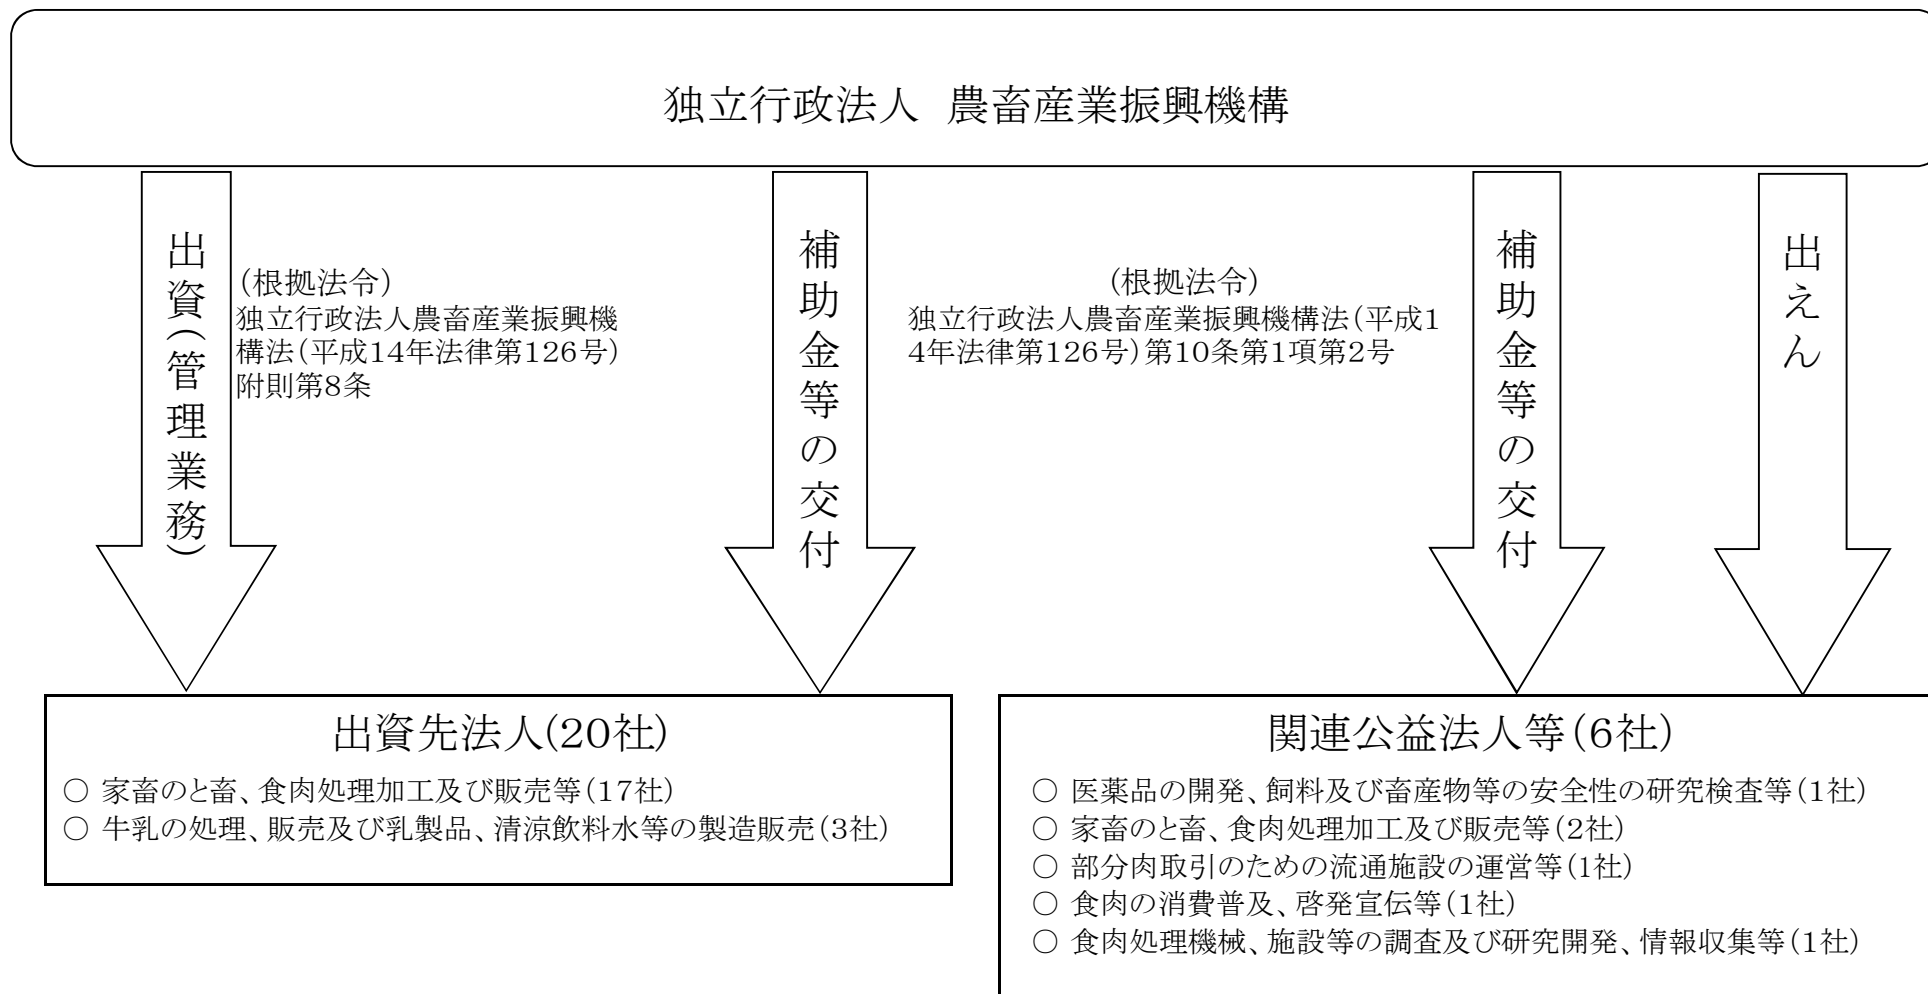 独立行政法人　農畜産業振興機構
出資(管理業務)
(根拠法令)
独立行政法人農畜産業振興機
構法(平成14年法律第126号)
附則第8条
補助金等の交付
(根拠法令)
独立行政法人農畜産業振興機構法(平成1
4年法律第126号)第10条第1項第2号
補助金等の交付
出えん
出資先法人(20社)
○ 家畜のと畜、食肉処理加工及び販売等(17社)
○ 牛乳の処理、販売及び乳製品、清涼飲料水等の製造販売(3社)
関連公益法人等(6社)
○ 医薬品の開発、飼料及び畜産物等の安全性の研究検査等(1社)
○ 家畜のと畜、食肉処理加工及び販売等(2社)
○ 部分肉取引のための流通施設の運営等(1社)
○ 食肉の消費普及、啓発宣伝等(1社)
○ 食肉処理機械、施設等の調査及び研究開発、情報収集等(1社)